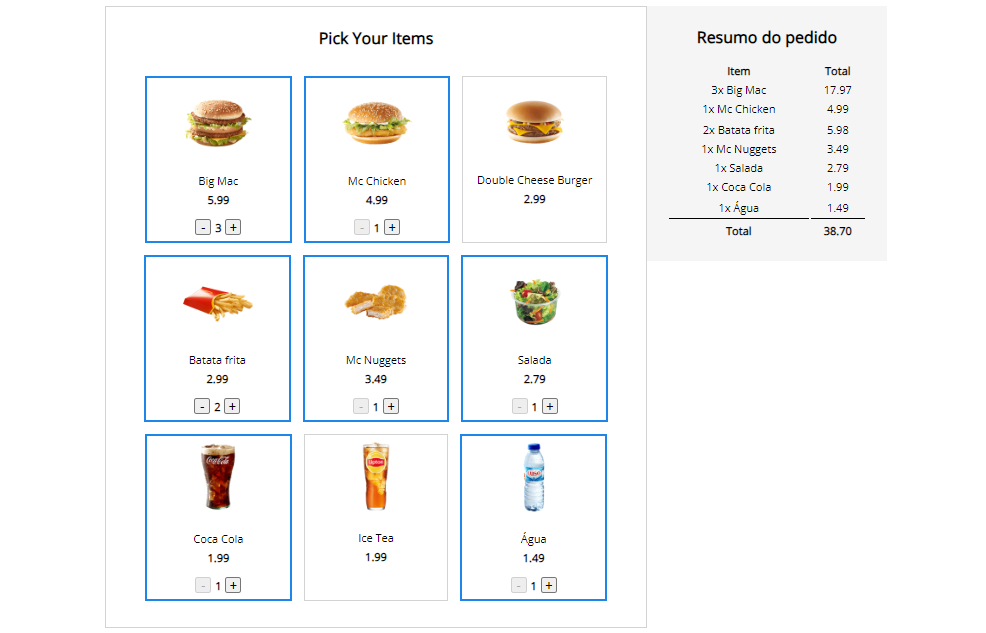 Pick Your Items
Big Mac
5.99
- 3 +
Mc Chicken
4.99
- 1 +
Double Cheese Burger
2.99
Batata frita
2.99
- 2 +
Mc Nuggets
3.49
- 1 +
Salada
2.79
- 1 +
Coca-Cola
Coca Cola
1.99
- 1 +
Lipton
Ice Tea
1.99
Água
1.49
- 1 +
Resumo do pedido
Item Total
3x Big Mac 17.97
1x Mc Chicken 4.99
2x Batata frita 5.98
1x Mc Nuggets 3.49
1x Salada 2.79
1x Coca Cola 1.99
1x Água 1.49
Total 38.70